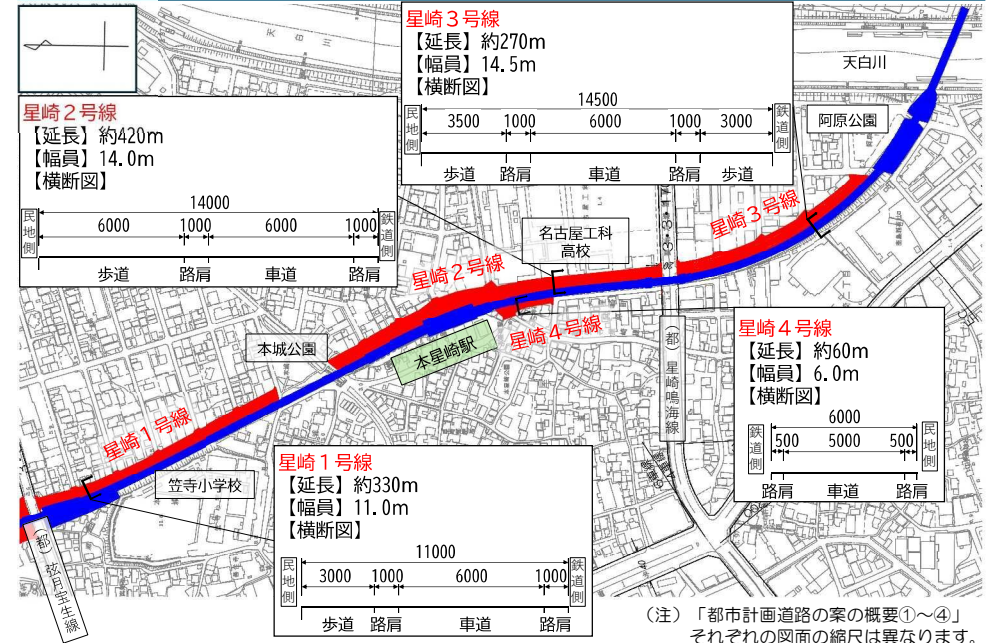 天白川
星崎3号線
【延長】約270m
【幅員】14.5m
【横断図】
14500
民地側
3500
1000
6000
1000
3000
鉄道側
歩道
路肩
車道
路肩
歩道
天白川
阿原公園
星崎2号線
【延長】約420m
【幅員】14.0m
【横断図】
14000
民地側
6000
1000
6000
1000
鉄道側
歩道
路肩
車道
路肩
名古屋工科
高校
星崎3号線
星崎2号線
星崎4号線
本城公園
本星崎駅
都 星崎鳴海線
星崎4号線
【延長】約60m
【幅員】6.0m
【横断図】
6000
鉄道側
500
5000
500
民地側
路肩
車道
路肩
星崎1号線
笠寺小学校
都 弦月宝生線
星崎1号線
【延長】約330m
【幅員】11.0m
【横断図】
11000
民地側
3000
1000
6000
1000
鉄道側
歩道
路肩
車道
路肩
（注）「都市計画道路の案の概要①～④」
それぞれの図面の縮尺は異なります。